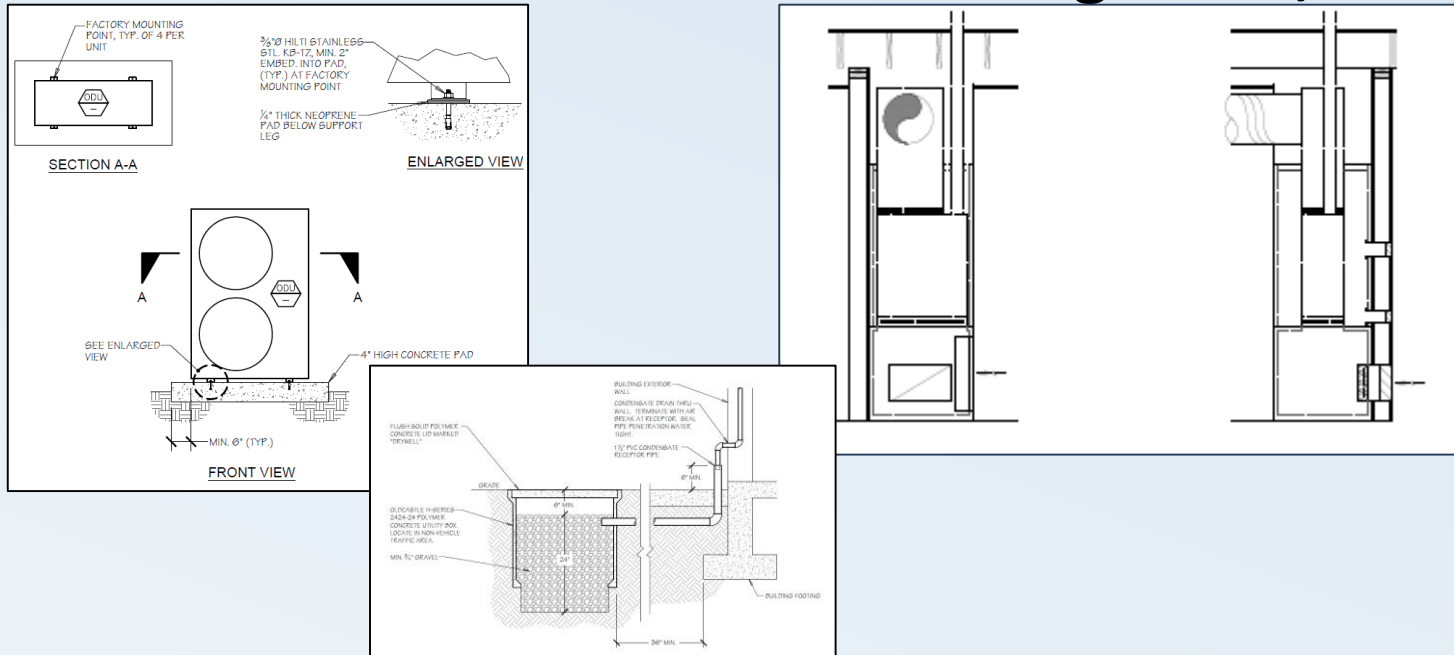 FACTORY MOUNTING
POINT, TYP. OF 4 PER
UNIT
ODU
–
SECTION A-A
3/8"Ø HILTI STAINLESS
STL. KB-TZ, MIN. 2"
EMBED. INTO PAD,
(TYP.) AT FACTORY
MOUNTING POINT
1/4" THICK NEOPRENE
PAD BELOW SUPPORT
LEG
ENLARGED VIEW
A
A
ODU
–
SEE ENLARGED
VIEW
4" HIGH CONCRETE PAD
MIN. 6" (TYP.)
FRONT VIEW
BUILDING EXTERIOR
WALL
CONDENSATE DRAIN THRU
WALL. TERMINATE WITH AIR
BREAK AT RECEPTOR. SEAL
PIPE PENETRATION WATER
TIGHT.
1½" PVC CONDENSATE
RECEPTOR PIPE
6" MIN.
FLUSH SOLID POLYMER
CONCRETE LID MARKED
"DRYWELL"
GRADE
6" MIN.
OLDCASTLE H-SERIES
2424-24 POLYMER
CONCRETE UTILITY BOX.
LOCATE IN NON-VEHICLE
TRAFFIC AREA.
MIN. ¾" GRAVEL
24"
BUILDING FOOTING
36" MIN.